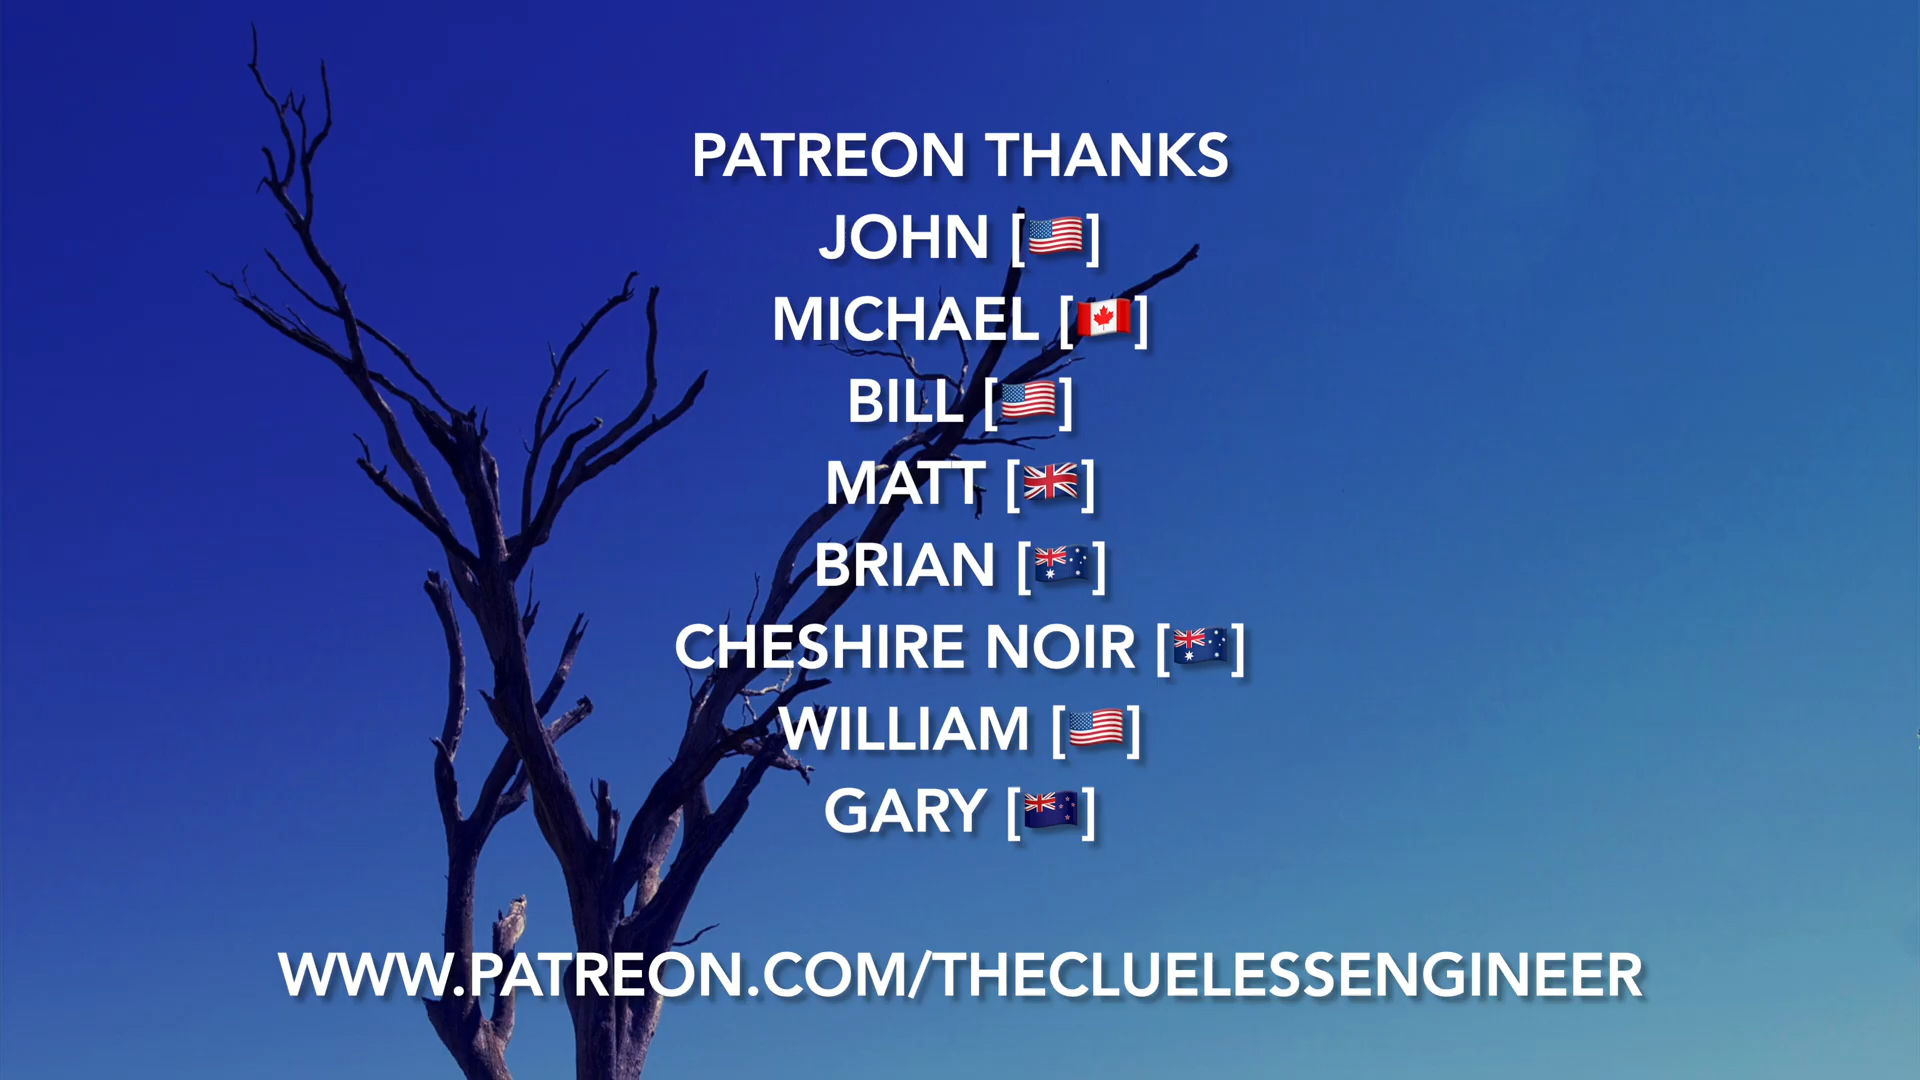 PATREON THANKS
JOHN [🇺🇸]
MICHAEL [🇨🇦]
BILL [🇺🇸]
MATT [🇬🇧]
BRIAN [🇦🇺]
CHESHIRE NOIR [🇦🇺]
WILLIAM [🇺🇸]
GARY [🇳🇿]
WWW.PATREON.COM/THECLUELESSENGINEER